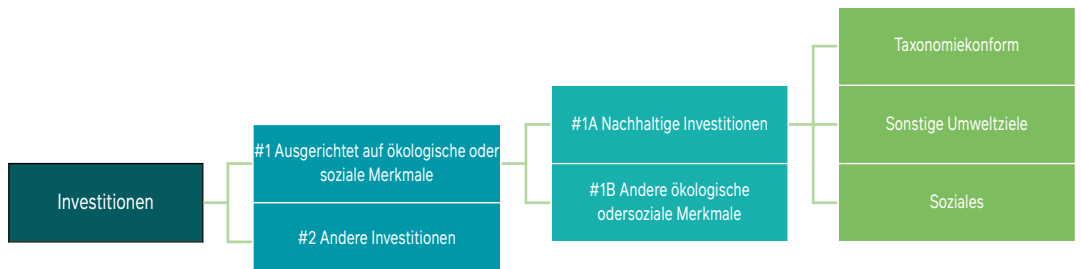 Investitionen
#1 Ausgerichtet auf ökologische oder
soziale Merkmale
#2 Andere Investitionen
#1A Nachhaltige Investitionen
#1B Andere ökologische
odersoziale Merkmale
Taxonomiekonform
Sonstige Umweltziele
Soziales